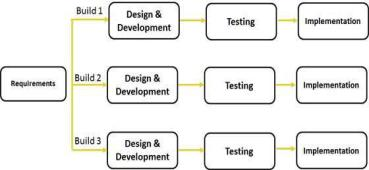 Build 1
Design &
Development
Testing
Implementation
Requirements
Build 2
Design &
Development
Testing
Implementation
Build 3
Design &
Development
Testing
Implementation